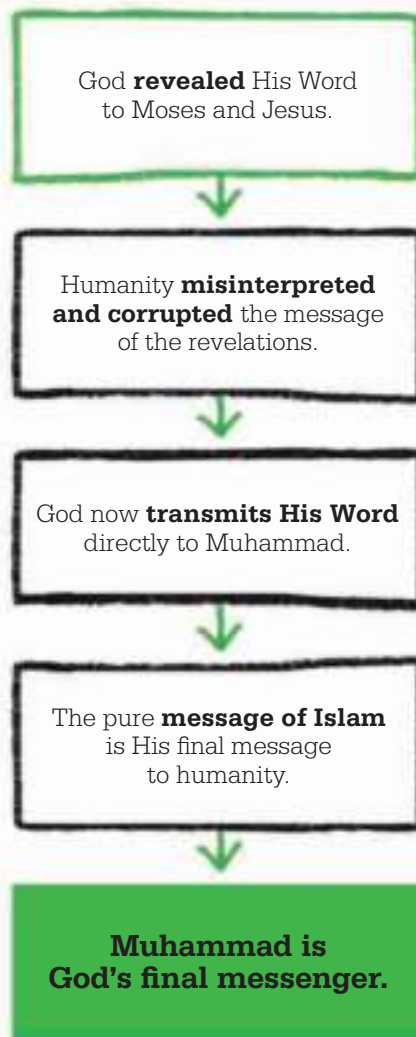 God revealed His Word
to Moses and Jesus.
Humanity misinterpreted
and corrupted the message
of the revelations.
God now transmits His Word
directly to Muhammad.
The pure message of Islam
is His final message
to humanity.
Muhammad is
God’s final messenger.